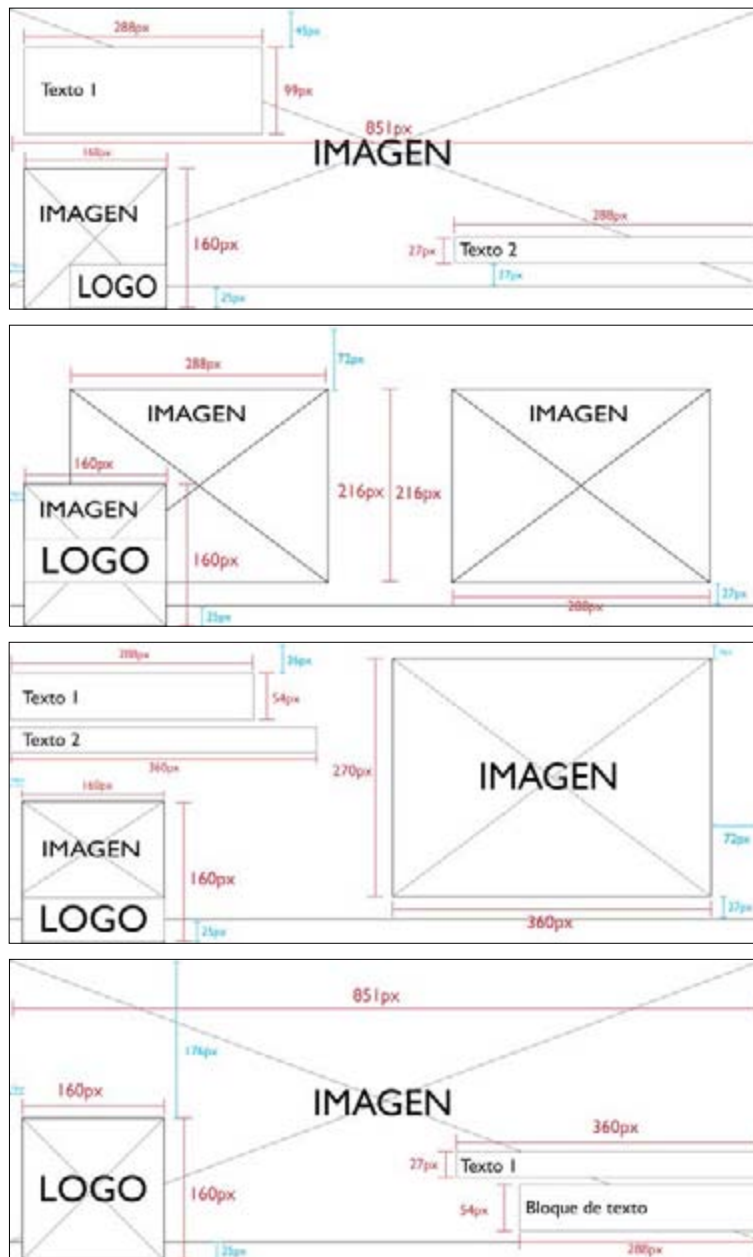 288px
45px
Texto 1
99px
851px
IMAGEN
160px
IMAGEN
288px
160px
27px
Texto 2
LOGO
27px
25px
72px
288px
IMAGEN
IMAGEN
160px
216px
216px
IMAGEN
LOGO
160px
27px
288px
25px
288px
36px
Texto 1
54px
Texto 2
360px
270px
IMAGEN
160px
IMAGEN
72px
160px
LOGO
27px
25px
360px
851px
176px
160px
IMAGEN
360px
27px
Texto 1
LOGO
160px
54px
Bloque de texto
25px
288px